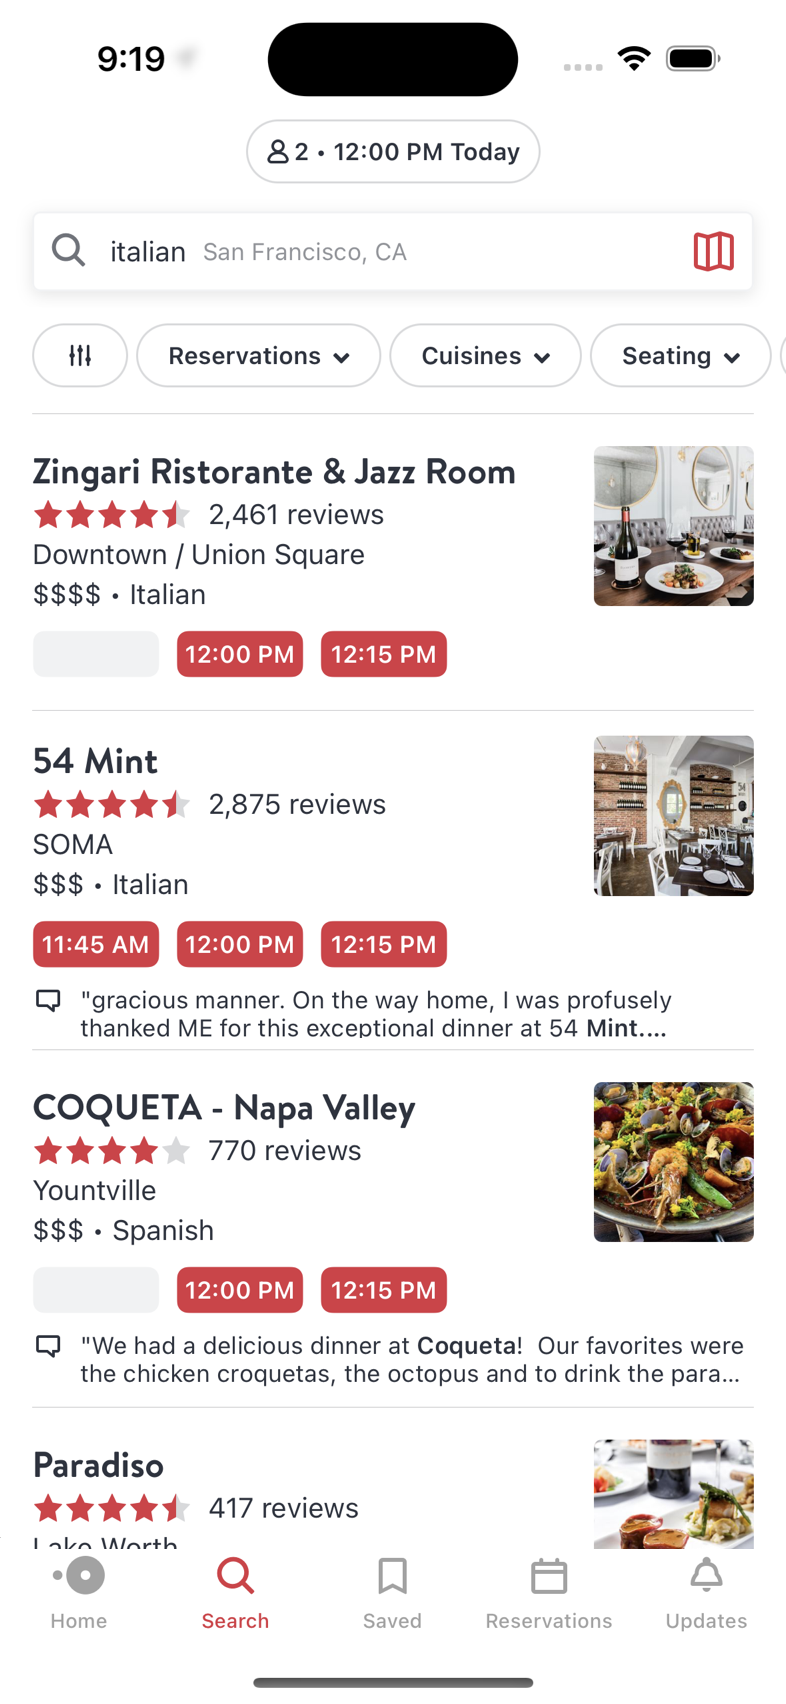 9:19
2 • 12:00 PM Today
italian San Francisco, CA
Reservations
Cuisines
Seating
Zingari Ristorante & Jazz Room
2,461 reviews
Downtown / Union Square
$$$$ • Italian
12:00 PM
12:15 PM
54 Mint
2,875 reviews
SOMA
$$$ • Italian
11:45 AM
12:00 PM
12:15 PM
"gracious manner. On the way home, I was profusely
thanked ME for this exceptional dinner at 54 Mint....
COQUETA - Napa Valley
770 reviews
Yountville
$$$ • Spanish
12:00 PM
12:15 PM
"We had a delicious dinner at Coqueta!  Our favorites were
the chicken croquetas, the octopus and to drink the para...
Paradiso
417 reviews
Lake Worth
Home
Search
Saved
Reservations
Updates